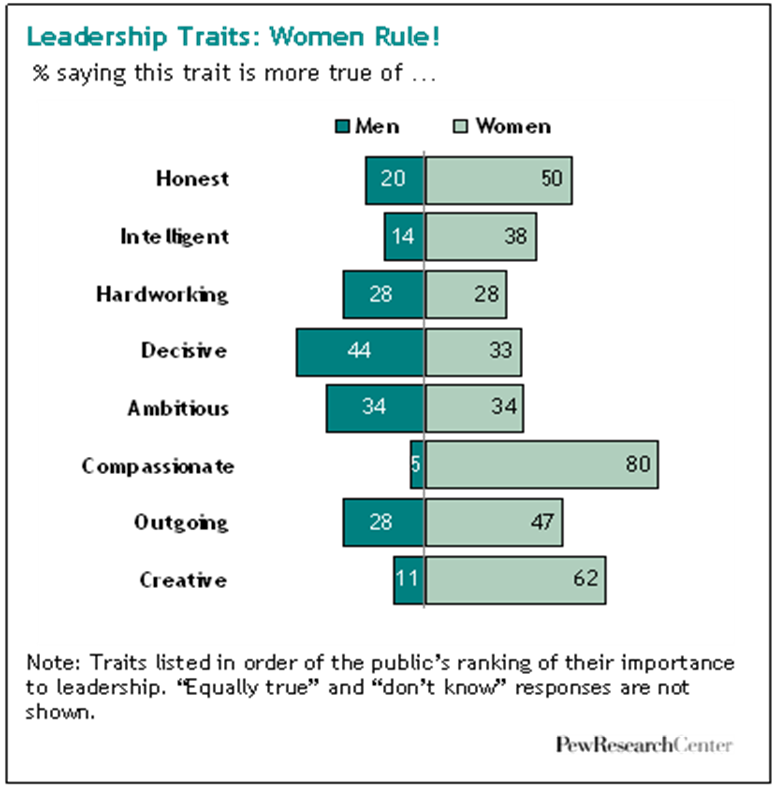 Leadership Traits: Women Rule!
% saying this trait is more true of ...
Men Women
Honest 20 50
Intelligent 14 38
Hardworking 28 28
Decisive 44 33
Ambitious 34 34
Compassionate 5 80
Outgoing 28 47
Creative 11 62
Note: Traits listed in order of the public's ranking of their importance
to leadership. “Equally true” and “don't know” responses are not
shown.
PewResearchCenter